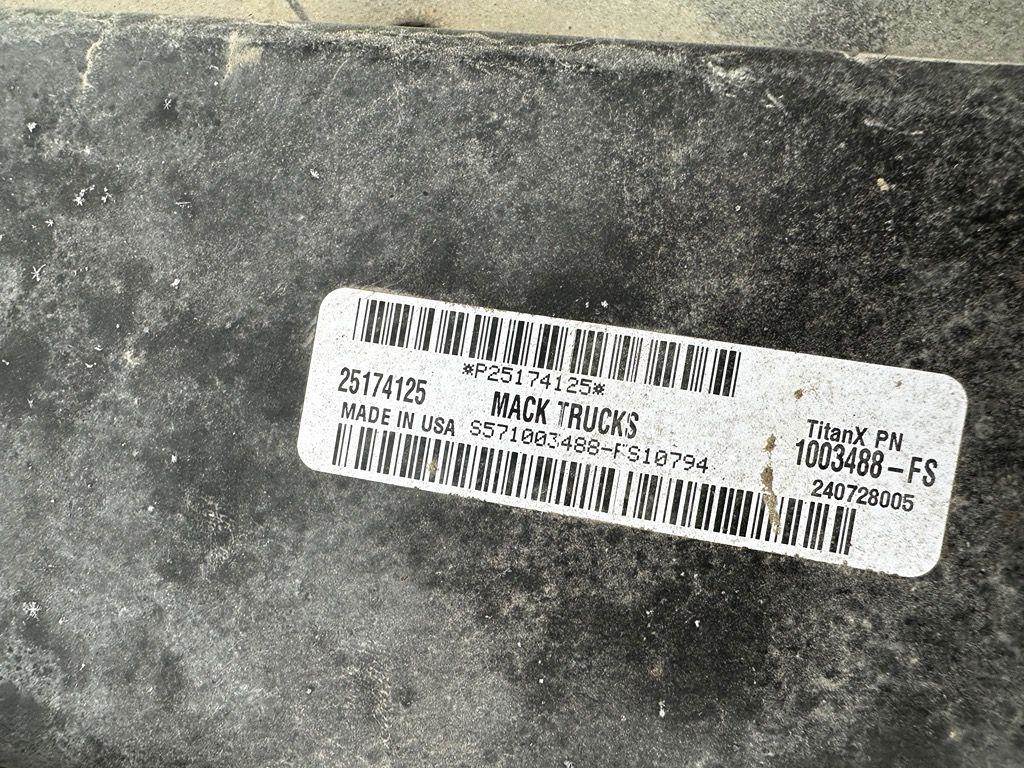 *P25174125*
25174125
MACK TRUCKS
MADE IN USA
S571003488-FS10794
TitanX PN
1003488-FS
240728005